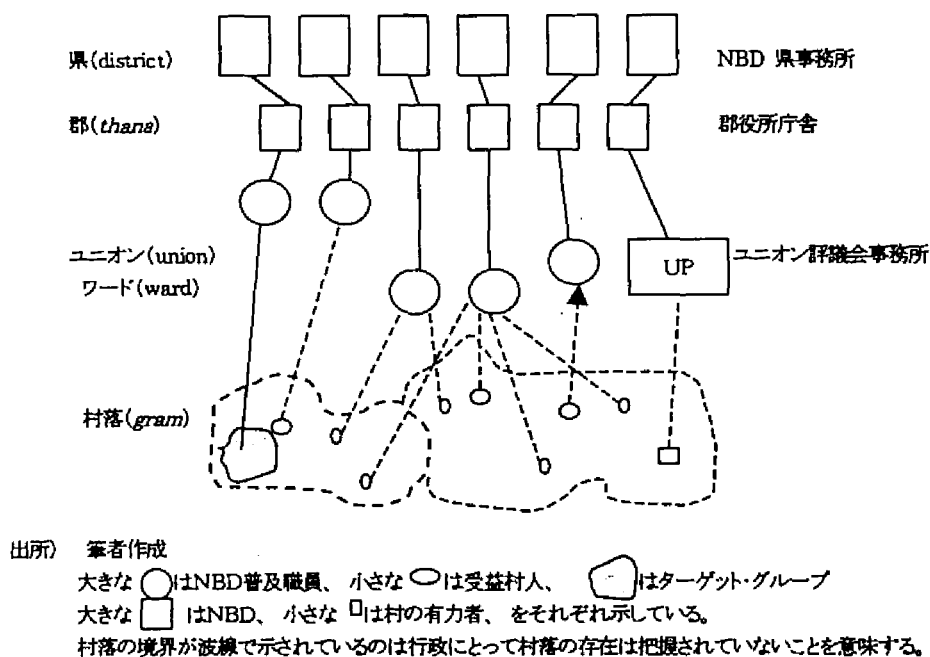 県(district) NBD 県事務所
郡(thana) 郡役所庁舎
ユニオン(union) UP ユニオン評議会事務所
ワード(ward)
村落(gram)
出所) 筆者作成
大きな はNBD普及職員、 小さな は受益村人、 はターゲット・グループ
大きな は NBD、 小さな は村の有力者、 をそれぞれ示している。
村落の境界が波線で示されているのは行政にとって村落の存在は把握されていないことを意味する。